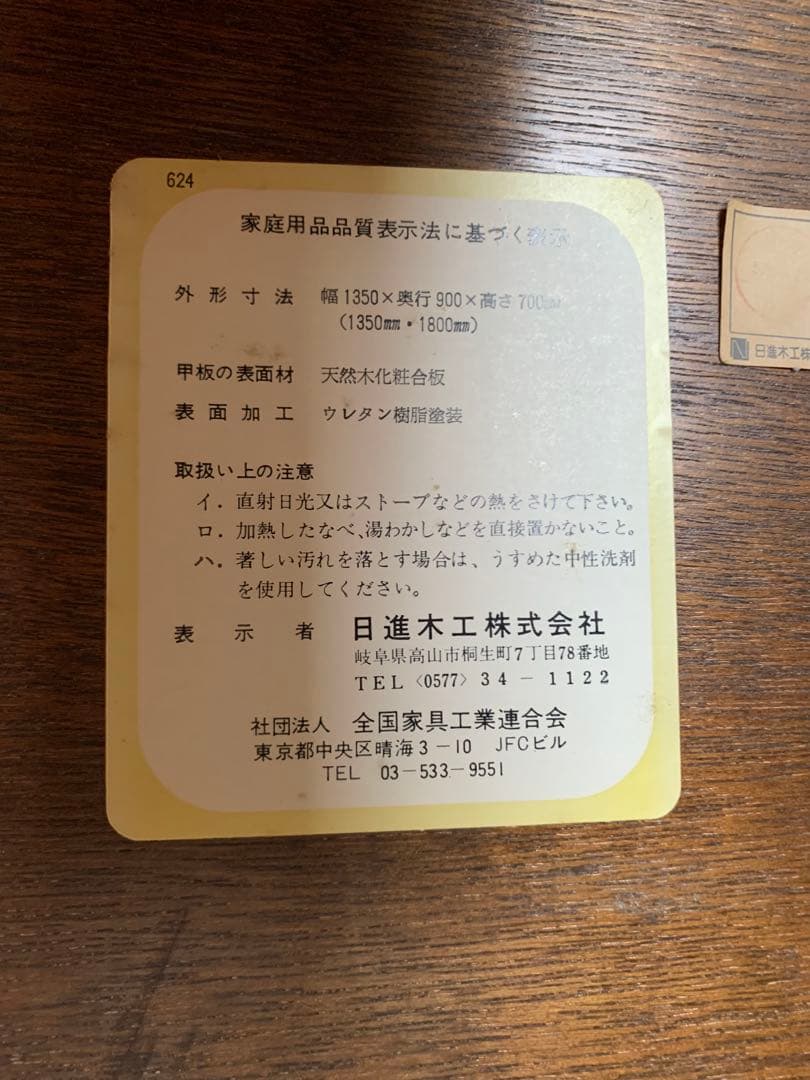 624
家庭用品品質表示法に基づく表示
外形寸法 幅1350×奥行900×高さ700mm
(1350mm・1800mm)
甲板の表面材 天然木化粧合板
表面加工 ウレタン樹脂塗装
取扱い上の注意
イ. 直射日光又はストーブなどの熱をさけて下さい。
ロ. 加熱したなべ、湯わかしなどを直接置かないこと。
ハ. 著しい汚れを落とす場合は、うすめた中性洗剤
を使用してください。
表示者 日進木工株式会社
岐阜県高山市桐生町7丁目78番地
TEL〈0577〉34-1122
社団法人 全国家具工業連合会
東京都中央区晴海3-10 JFCビル
TEL 03-533-9551
日進木工株